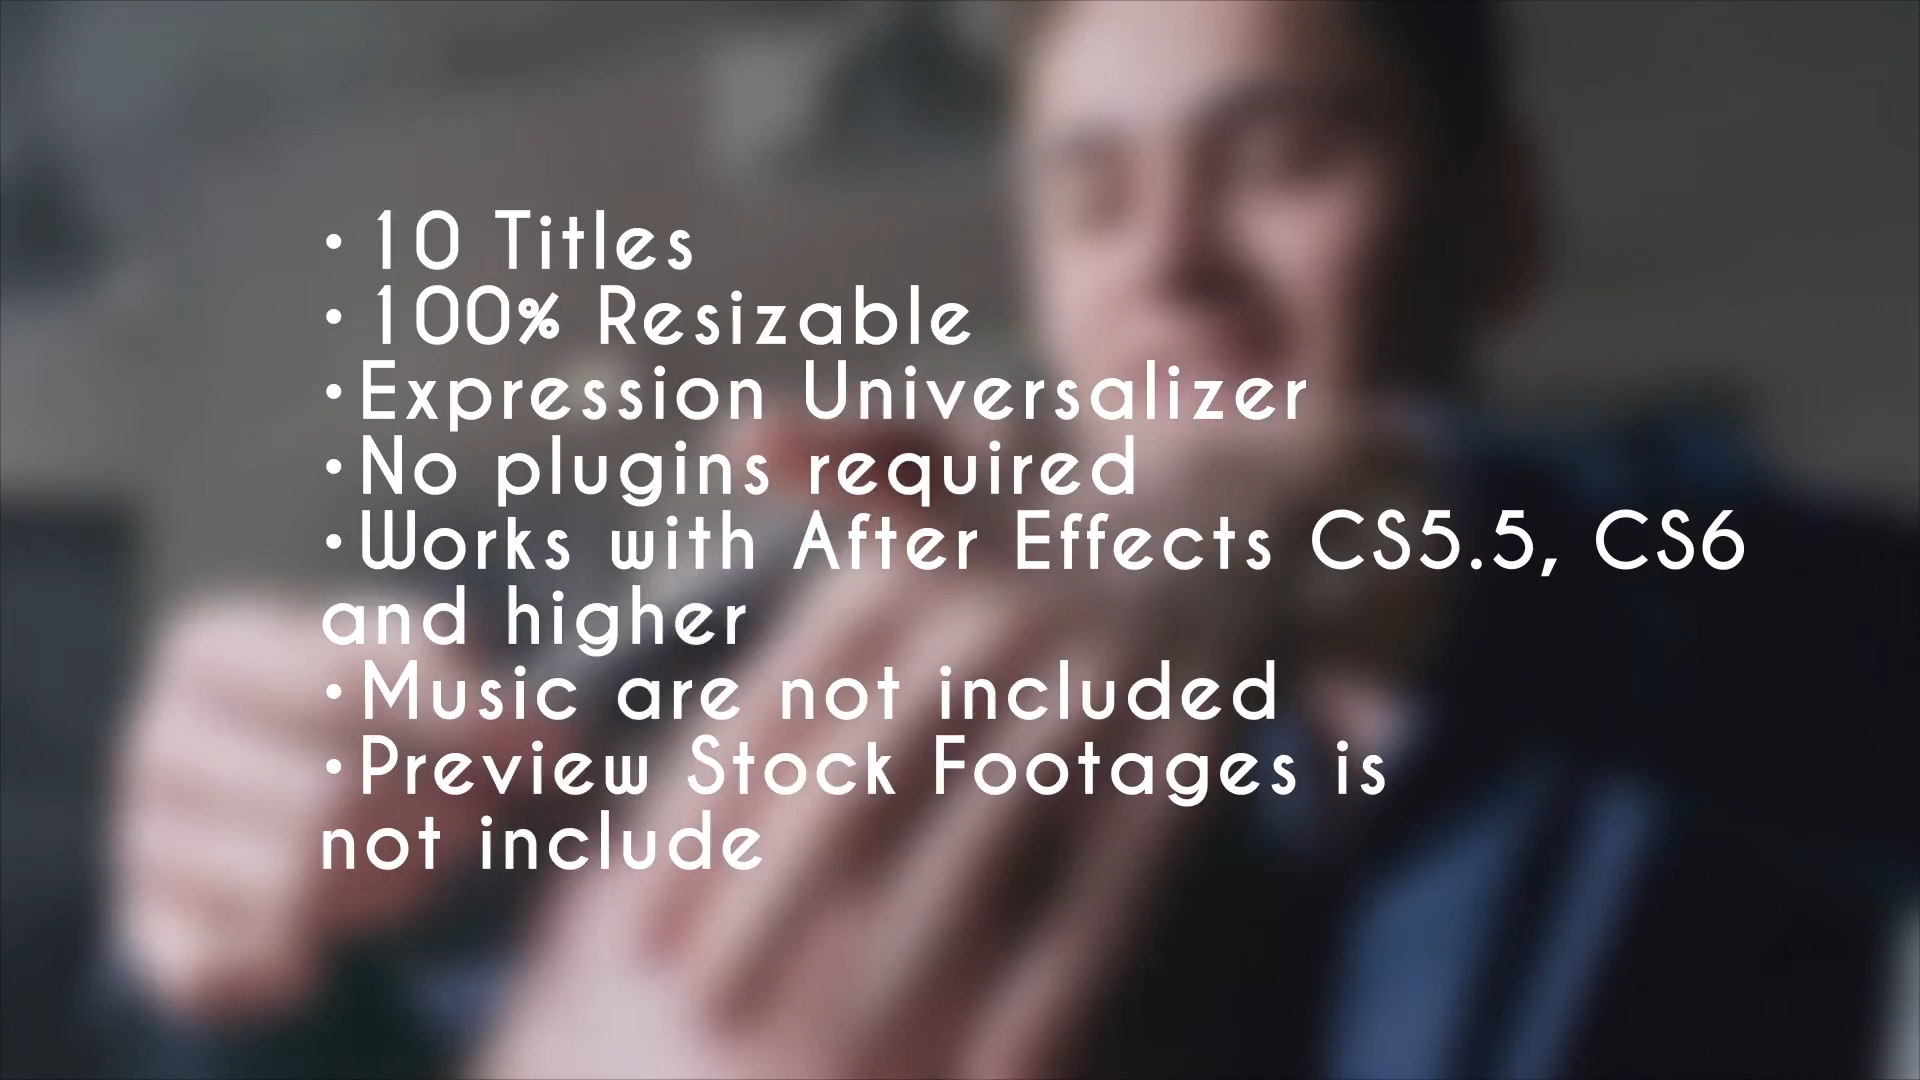 • 10 Titles
• 100% Resizable
• Expression Universalizer
• No plugins required
• Works with After Effects CS5.5, CS6
and higher
• Music are not included
• Preview Stock Footages is
not include